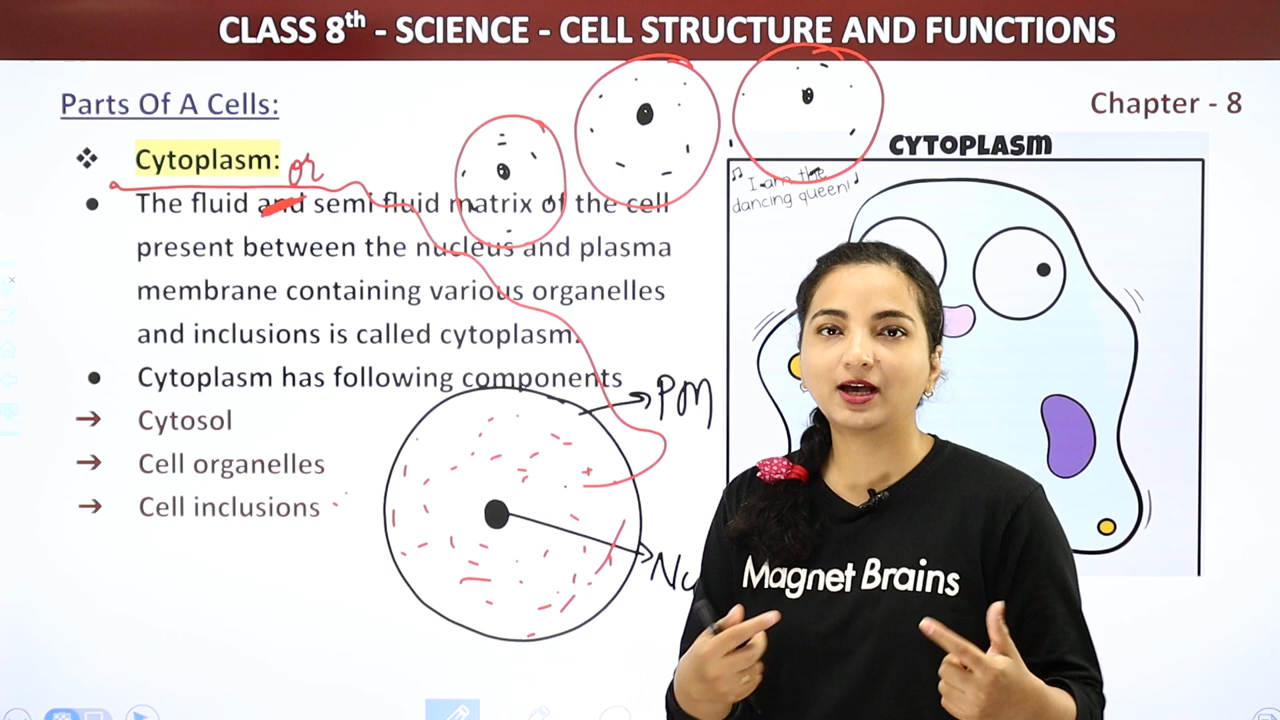 CLASS 8th - SCIENCE - CELL STRUCTURE AND FUNCTIONS
Parts Of A Cells:
Chapter - 8
❖ Cytoplasm: or
● The fluid and semi fluid matrix of the cell
present between the nucleus and plasma
membrane containing various organelles
and inclusions is called cytoplasm.
● Cytoplasm has following components
→ Cytosol
→ Cell organelles
→ Cell inclusions
PM
Nu
CYTOPLASM
♫ I am the
dancing queen! ♪
Magnet Brains